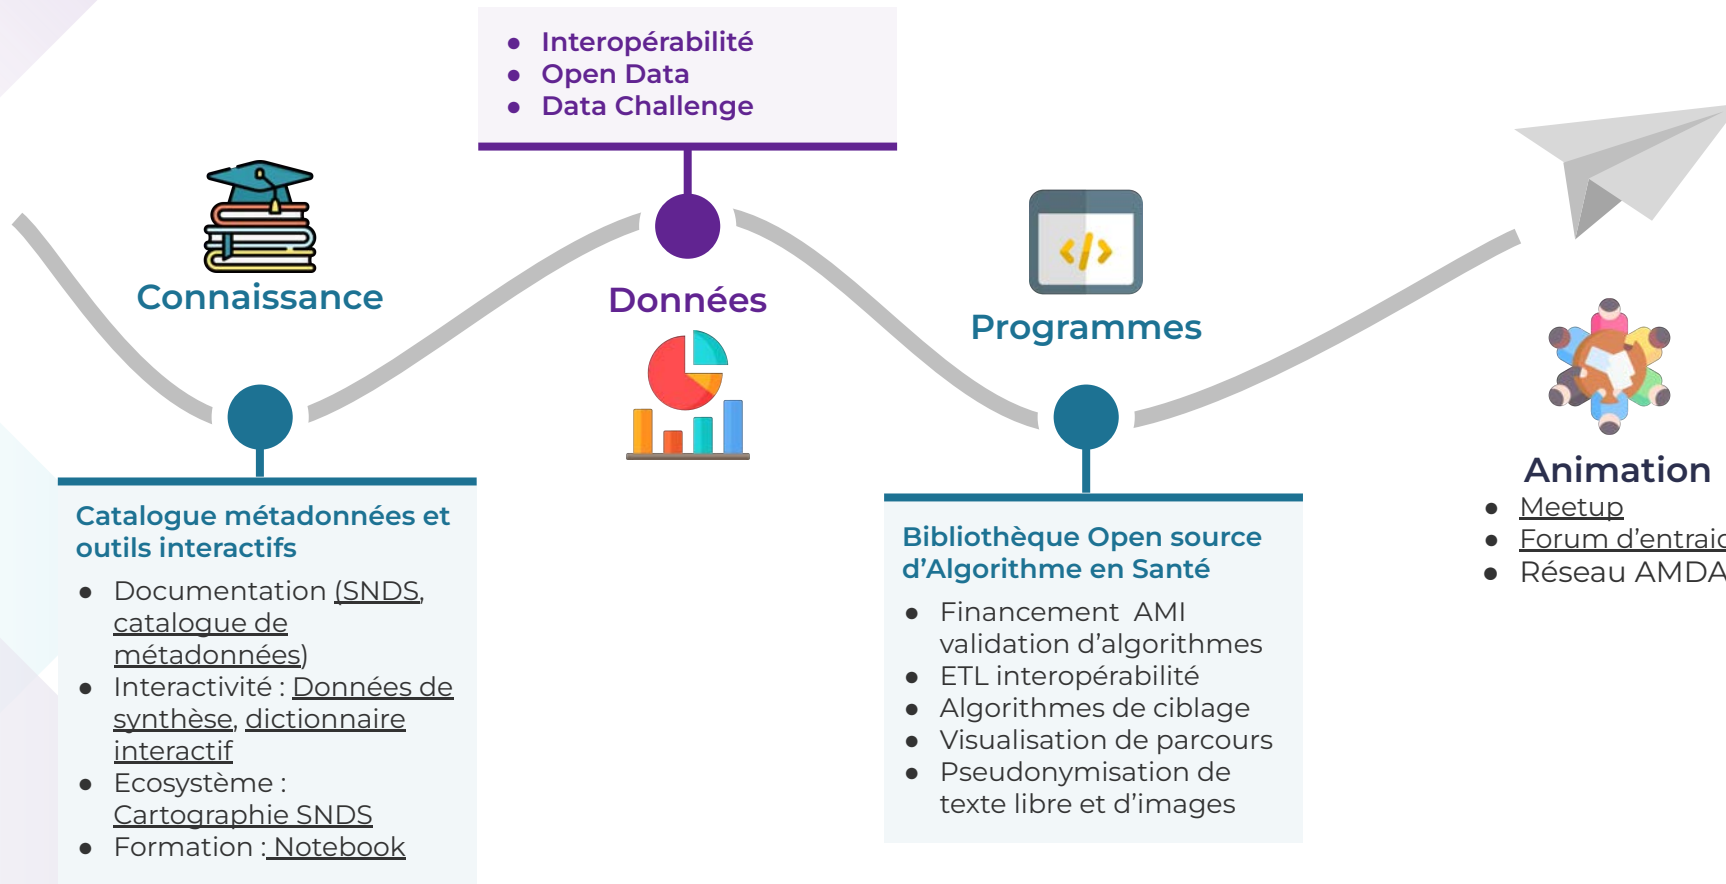 ● Interopérabilité
● Open Data
● Data Challenge
Connaissance
Données
Programmes
Catalogue métadonnées et
outils interactifs
● Documentation (SNDS,
catalogue de
métadonnées)
● Interactivité : Données de
synthèse, dictionnaire
interactif
● Ecosystème :
Cartographie SNDS
● Formation : Notebook
Bibliothèque Open source
d’Algorithme en Santé
● Financement AMI
validation d’algorithmes
● ETL interopérabilité
● Algorithmes de ciblage
● Visualisation de parcours
● Pseudonymisation de
texte libre et d’images
Animation
● Meetup
● Forum
● Réseau